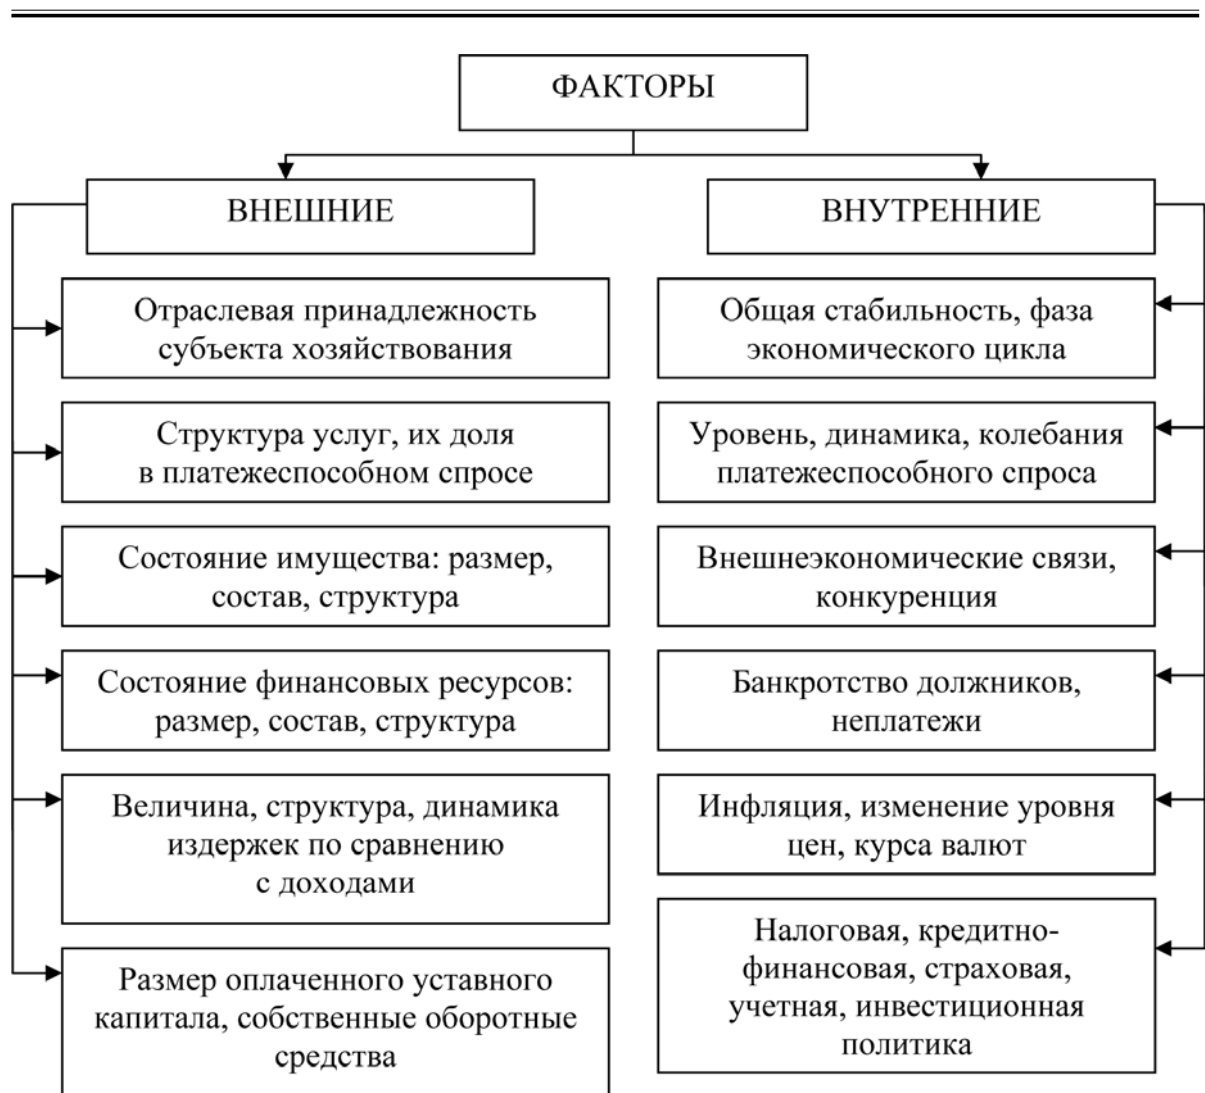 ФАКТОРЫ
ВНЕШНИЕ
Отраслевая принадлежность
субъекта хозяйствования
Структура услуг, их доля
в платежеспособном спросе
Состояние имущества: размер,
состав, структура
Состояние финансовых ресурсов:
размер, состав, структура
Величина, структура, динамика
издержек по сравнению
с доходами
Размер оплаченного уставного
капитала, собственные оборотные
средства
ВНУТРЕННИЕ
Общая стабильность, фаза
экономического цикла
Уровень, динамика, колебания
платежеспособного спроса
Внешнеэкономические связи,
конкуренция
Банкротство должников,
неплатежи
Инфляция, изменение уровня
цен, курса валют
Налоговая, кредитно-
финансовая, страховая,
учетная, инвестиционная
политика